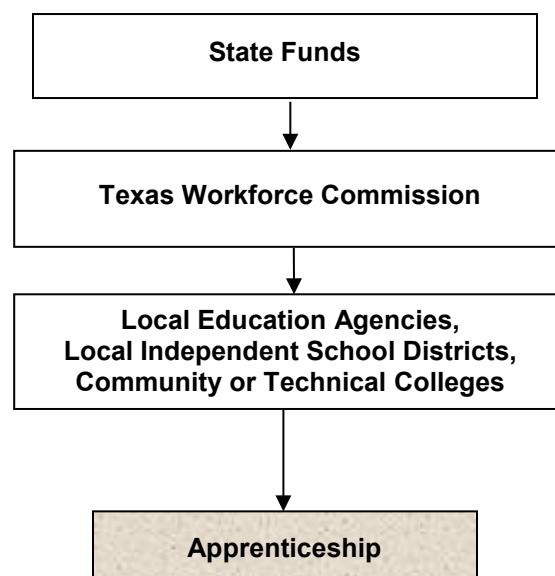 State Funds
Texas Workforce Commission
Local Education Agencies,
Local Independent School Districts,
Community or Technical Colleges
Apprenticeship